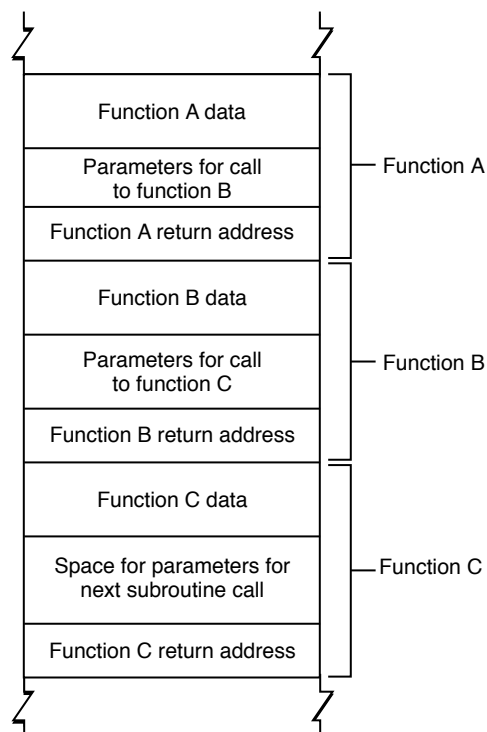 Function A data
Parameters for call
to function B
Function A return address
Function A
Function B data
Parameters for call
to function C
Function B return address
Function B
Function C data
Space for parameters for
next subroutine call
Function C return address
Function C